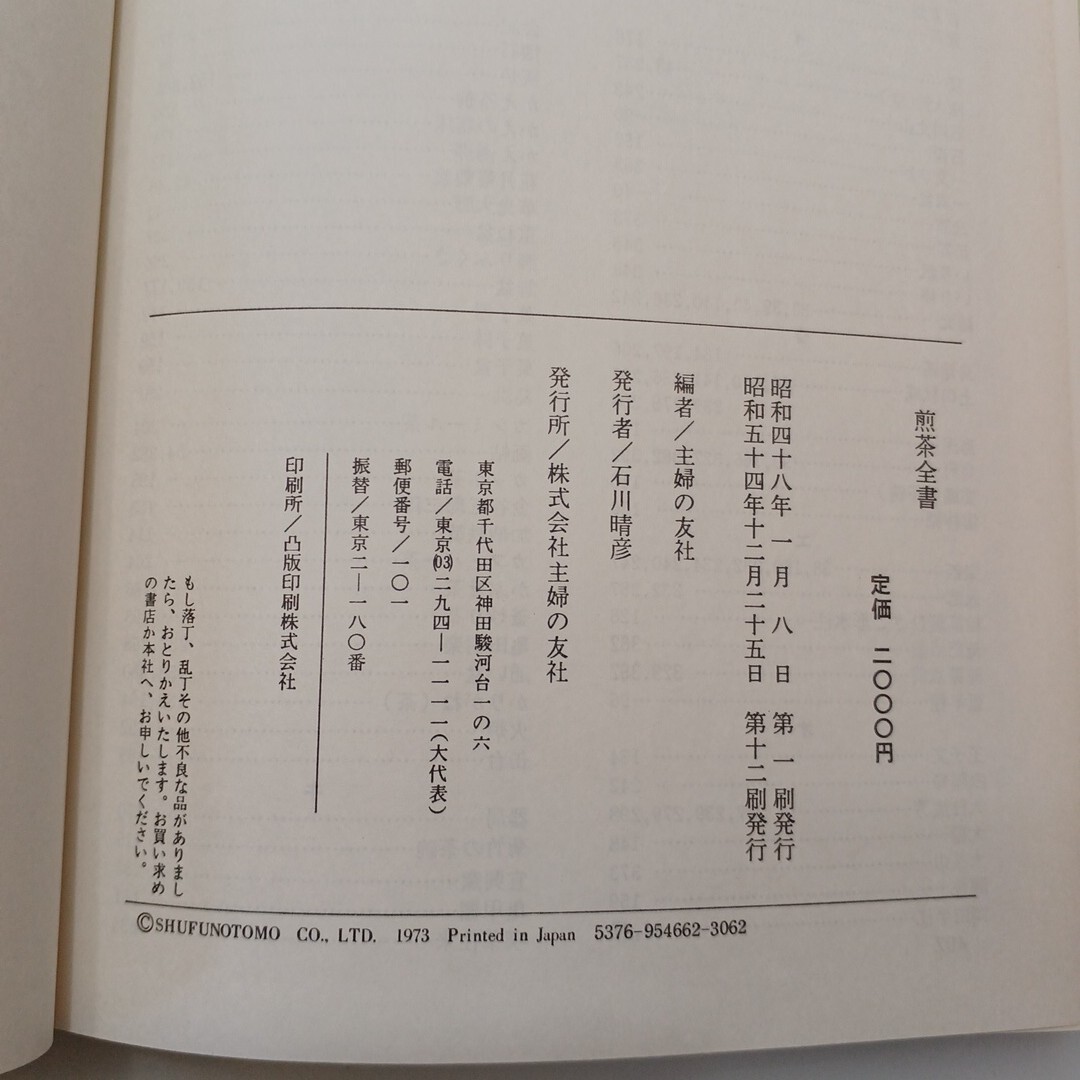 煎茶全書
定価 二〇〇〇円
昭和四十八年 一月 八日 第一刷発行
昭和五十四年十二月二十五日 第十二刷発行
編者/主婦の友社
発行者/石川晴彦
発行所/株式会社主婦の友社
東京都千代田区神田駿河台一の六
電話/東京(03)二九四―一一一一(大代表)
郵便番号/一〇一
振替/東京二―一八〇番
印刷所/凸版印刷株式会社
もし落丁、乱丁その他不良な品がありまし
たら、おとりかえいたします。お買い求め
の書店か本社へ、お申しいでください。
©SHUFUNOTOMO CO., LTD. 1973 Printed in Japan 5376-954662-3062